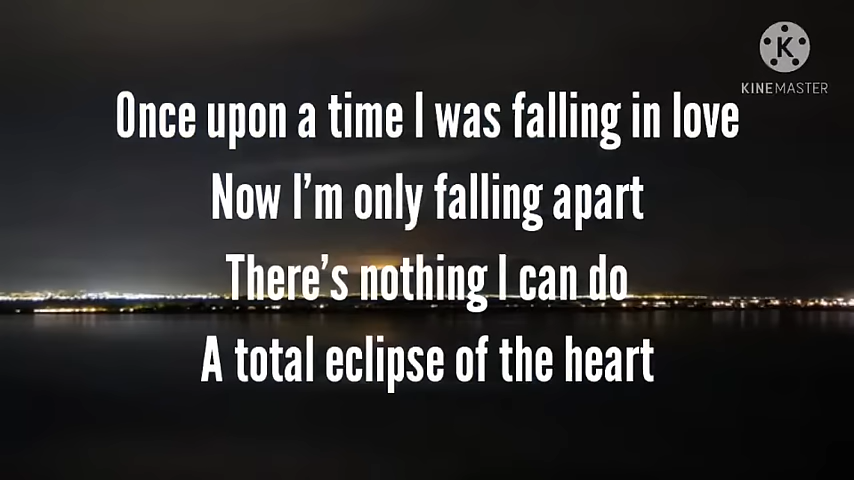 KINEMASTER
Once upon a time I was falling in love
Now I'm only falling apart
There's nothing I can do
A total eclipse of the heart